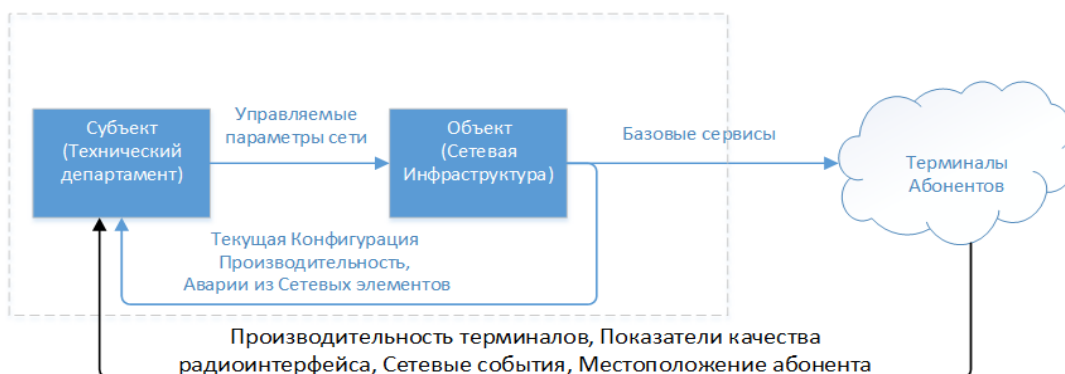 Субъект
(Технический
департамент)
Управляемые
параметры сети
Объект
(Сетевая
Инфраструктура)
Базовые сервисы
Терминалы
Абонентов
Текущая Конфигурация
Производительность,
Аварии из Сетевых элементов
Производительность терминалов, Показатели качества
радиоинтерфейса, Сетевые события, Местоположение абонента